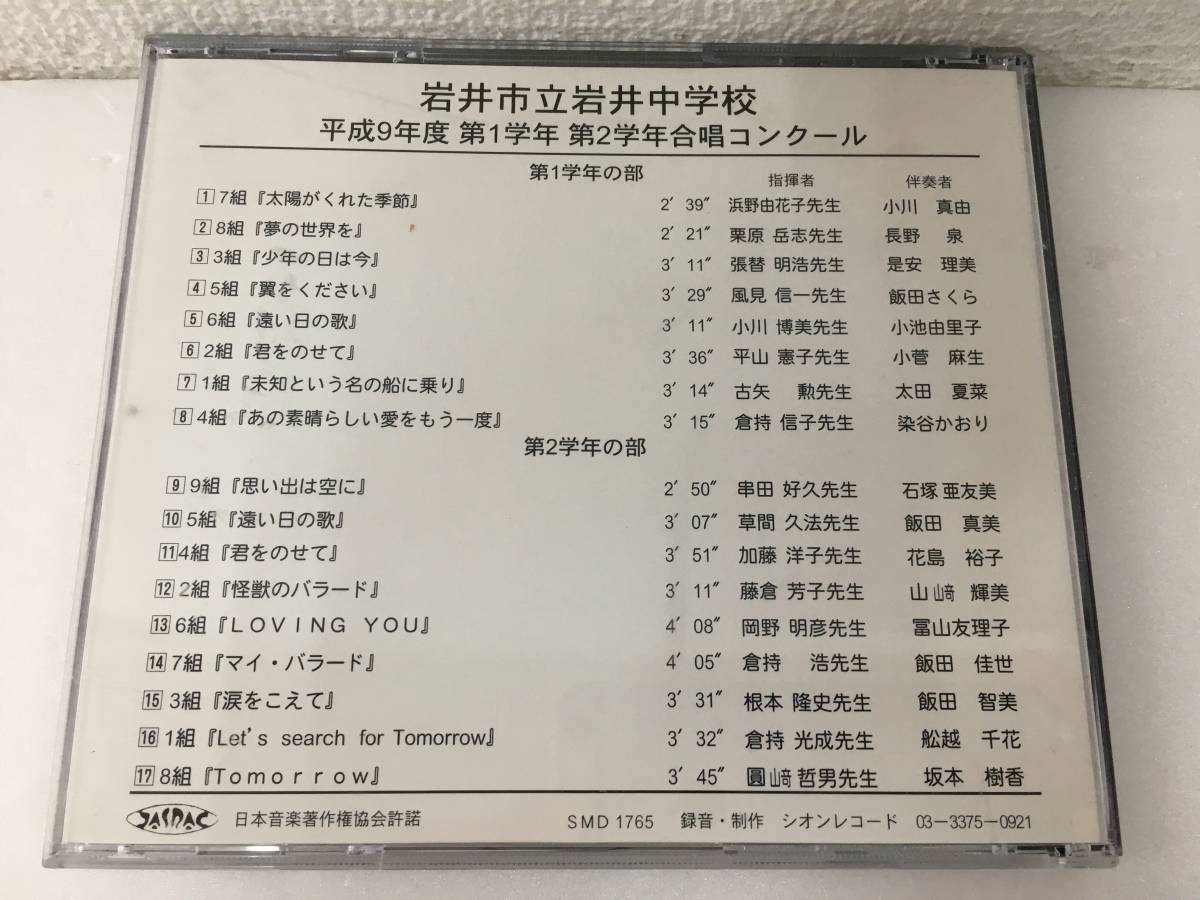 岩井市立岩井中学校
平成9年度 第1学年 第2学年合唱コンクール
第1学年の部 指揮者 伴奏者
1 7組『太陽がくれた季節』 2′ 39″ 浜野由花子先生 小川 真由
2 8組『夢の世界を』 2′ 21″ 栗原 岳志先生 長野 泉
3 3組『少年の日は今』 3′ 11″ 張替 明浩先生 是安 理美
4 5組『翼をください』 3′ 29″ 風見 信一先生 飯田さくら
5 6組『遠い日の歌』 3′ 11″ 小川 博美先生 小池由里子
6 2組『君をのせて』 3′ 36″ 平山 憲子先生 小菅 麻生
7 1組『未知という名の船に乗り』 3′ 14″ 古矢 勲先生 太田 夏菜
8 4組『あの素晴らしい愛をもう一度』 3′ 15″ 倉持 信子先生 染谷かおり
第2学年の部
9 9組『思い出は空に』 2′ 50″ 串田 好久先生 石塚 亜友美
10 5組『遠い日の歌』 3′ 07″ 草間 久法先生 飯田 真美
11 4組『君をのせて』 3′ 51″ 加藤 洋子先生 花島 裕子
12 2組『怪獣のバラード』 3′ 11″ 藤倉 芳子先生 山﨑 輝美
13 6組『LOVING YOU』 4′ 08″ 岡野 明彦先生 冨山友理子
14 7組『マイ・バラード』 4′ 05″ 倉持 浩先生 飯田 佳世
15 3組『涙をこえて』 3′ 31″ 根本 隆史先生 飯田 智美
16 1組『Let's search for Tomorrow』 3′ 32″ 倉持 光成先生 舩越 千花
17 8組『Tomorrow』 3′ 45″ 圓﨑 哲男先生 坂本 樹香
JASRAC 日本音楽著作権協会許諾 SMD 1765 録音・制作 シオンレコード 03-3375-0921